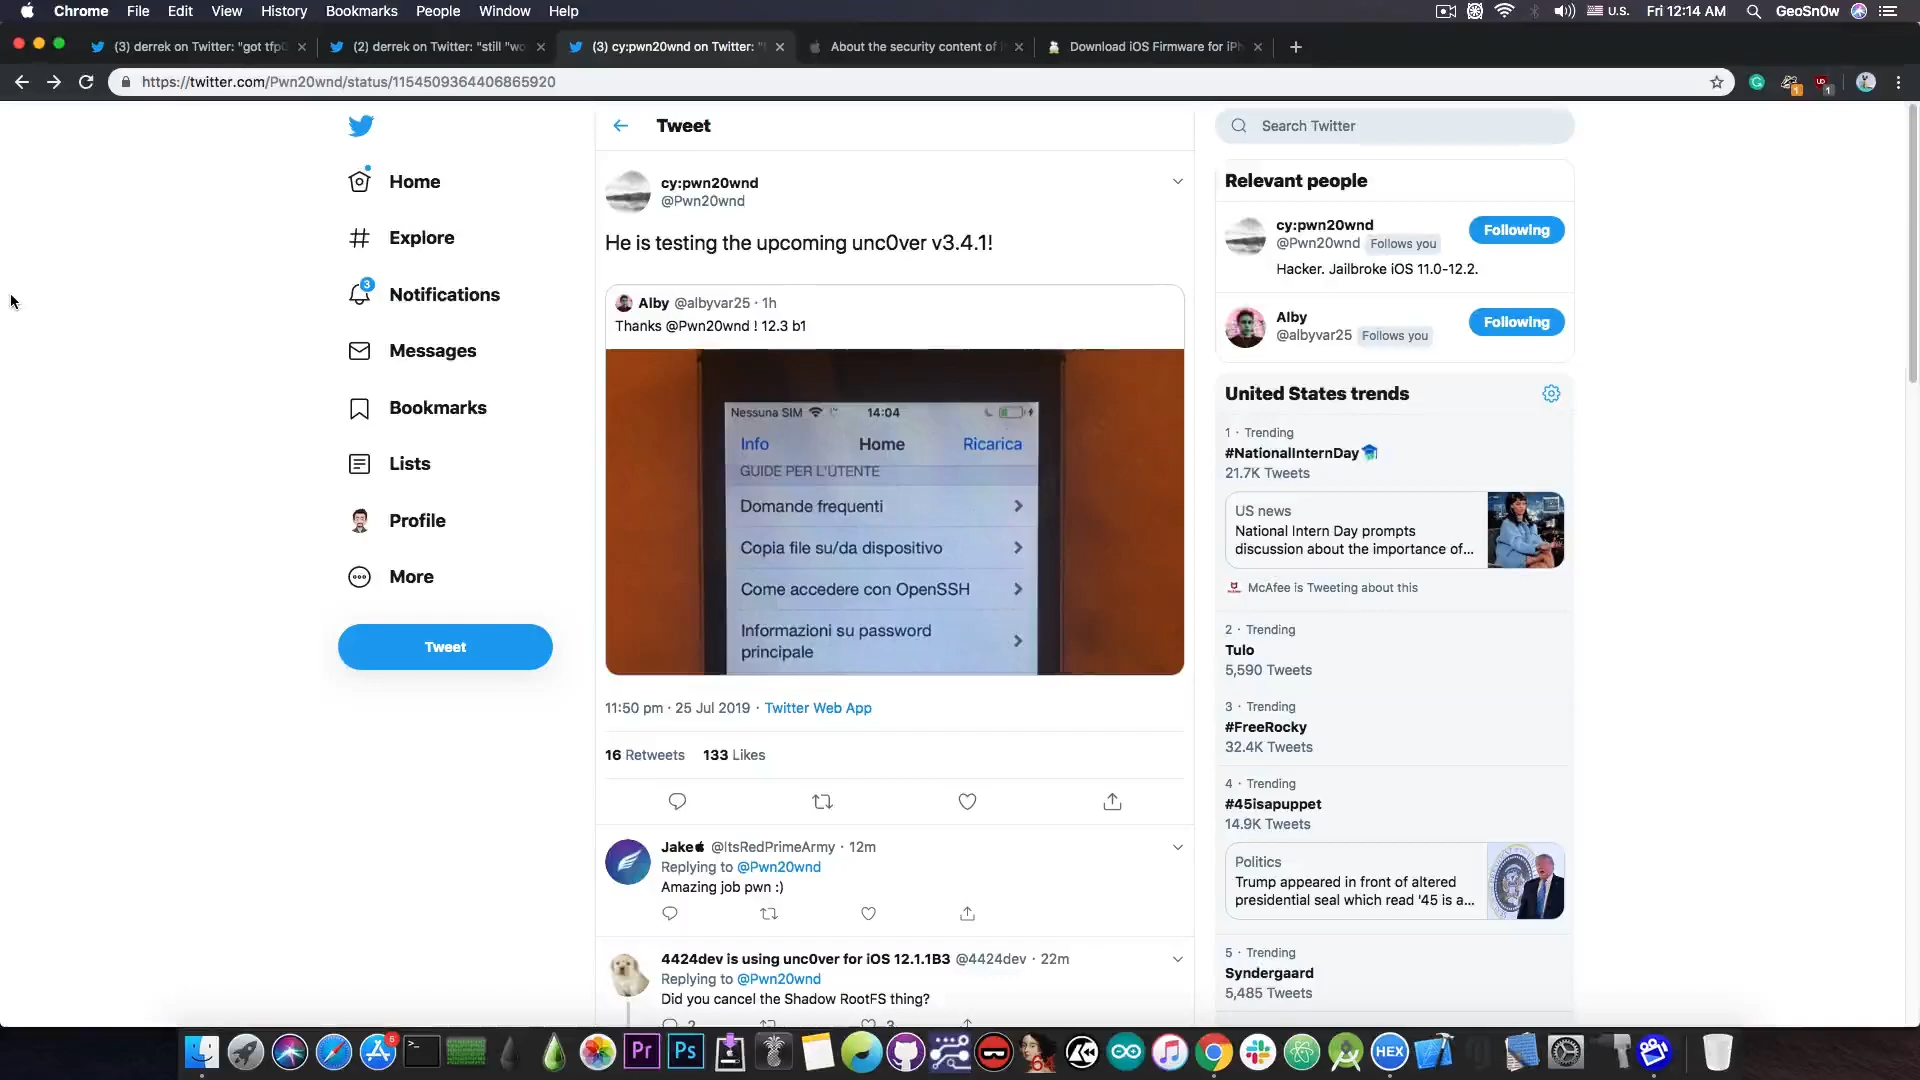 Chrome File Edit View History Bookmarks People Window Help
U.S. Fri 12:14 AM GeoSn0w
(3) derrek on Twitter: "got tfp0
(2) derrek on Twitter: "still "wo
(3) cy:pwn20wnd on Twitter: "
About the security content of i
Download iOS Firmware for iPh
https://twitter.com/Pwn20wnd/status/1154509364406865920
1
1
Home
Explore
3
Notifications
Messages
Bookmarks
Lists
Profile
More
Tweet
Tweet
cy:pwn20wnd
@Pwn20wnd
He is testing the upcoming unc0ver v3.4.1!
Alby @albyvar25 · 1h
Thanks @Pwn20wnd ! 12.3 b1
Nessuna SIM 14:04
Info Home Ricarica
GUIDE PER L'UTENTE
Domande frequenti
Copia file su/da dispositivo
Come accedere con OpenSSH
Informazioni su password
principale
11:50 pm · 25 Jul 2019 · Twitter Web App
16 Retweets 133 Likes
Jake @ItsRedPrimeArmy · 12m
Replying to @Pwn20wnd
Amazing job pwn :)
4424dev is using unc0ver for iOS 12.1.1B3 @4424dev · 22m
Replying to @Pwn20wnd
Did you cancel the Shadow RootFS thing?
2 3
Search Twitter
Relevant people
cy:pwn20wnd
@Pwn20wnd Follows you
Following
Hacker. Jailbroke iOS 11.0-12.2.
Alby
@albyvar25 Follows you
Following
United States trends
1 · Trending
#NationalInternDay
21.7K Tweets
US news
National Intern Day prompts
discussion about the importance of...
McAfee is Tweeting about this
2 · Trending
Tulo
5,590 Tweets
3 · Trending
#FreeRocky
32.4K Tweets
4 · Trending
#45isapuppet
14.9K Tweets
Politics
Trump appeared in front of altered
presidential seal which read '45 is a...
5 · Trending
Syndergaard
5,485 Tweets
5
Pr
Ps
HEX